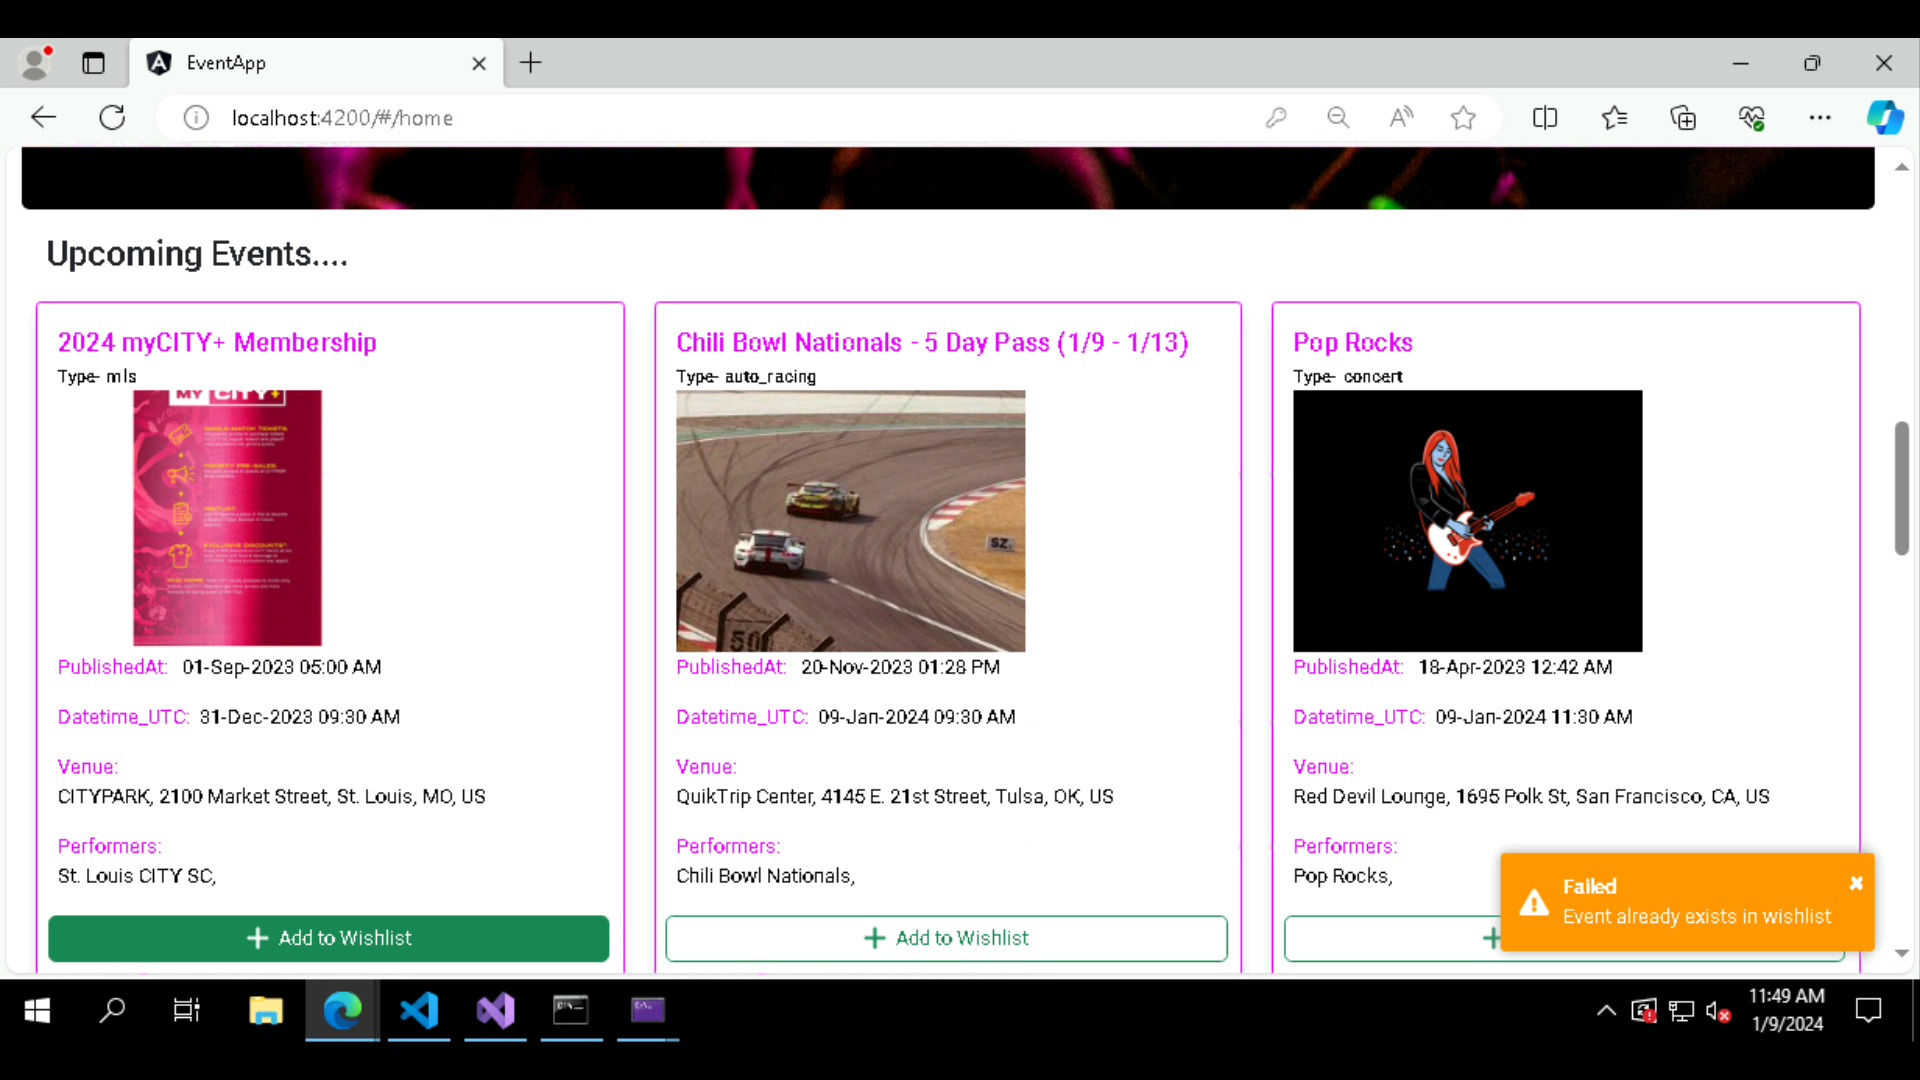 EventApp
localhost:4200/#/home
Upcoming Events....
2024 myCITY+ Membership
Type- mls
MY CITY+
PublishedAt: 01-Sep-2023 05:00 AM
Datetime_UTC: 31-Dec-2023 09:30 AM
Venue:
CITYPARK, 2100 Market Street, St. Louis, MO, US
Performers:
St. Louis CITY SC,
Add to Wishlist
Chili Bowl Nationals - 5 Day Pass (1/9 - 1/13)
Type- auto_racing
SZ
50
PublishedAt: 20-Nov-2023 01:28 PM
Datetime_UTC: 09-Jan-2024 09:30 AM
Venue:
QuikTrip Center, 4145 E. 21st Street, Tulsa, OK, US
Performers:
Chili Bowl Nationals,
Add to Wishlist
Pop Rocks
Type- concert
PublishedAt: 18-Apr-2023 12:42 AM
Datetime_UTC: 09-Jan-2024 11:30 AM
Venue:
Red Devil Lounge, 1695 Polk St, San Francisco, CA, US
Performers:
Pop Rocks,
Failed
Event already exists in wishlist
11:49 AM
1/9/2024